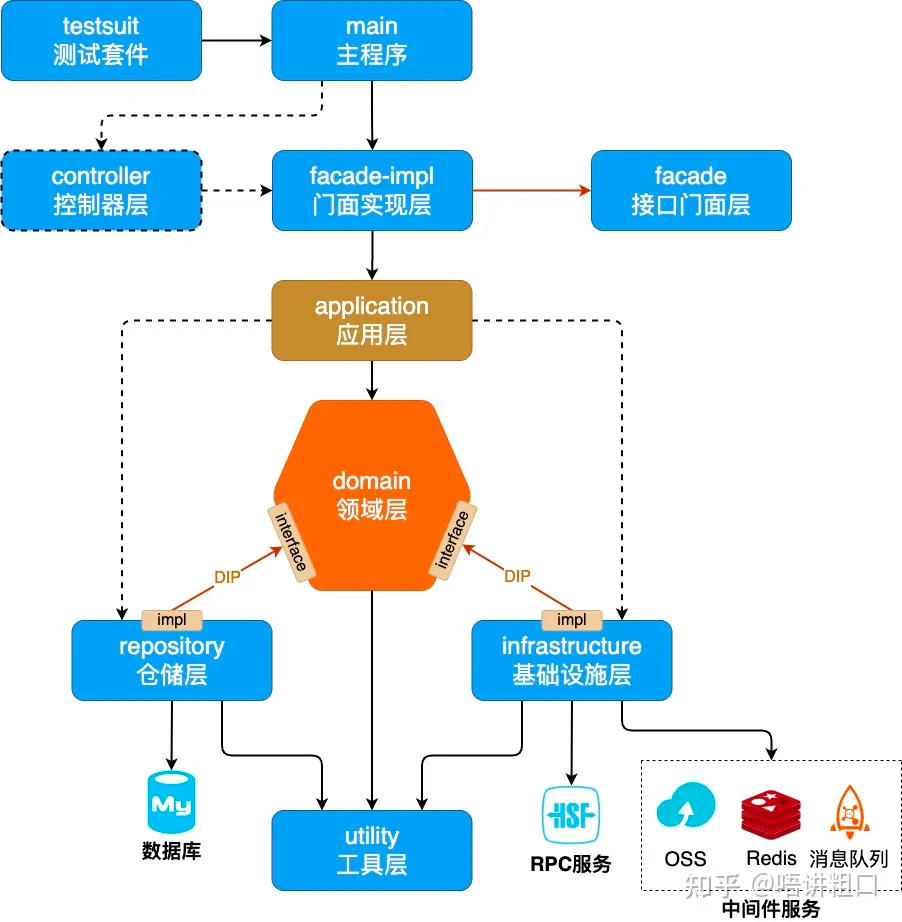 testsuit
测试套件
main
主程序
controller
控制器层
facade-impl
门面实现层
facade
接口门面层
application
应用层
domain
领域层
interface
interface
DIP
DIP
impl
repository
仓储层
impl
infrastructure
基础设施层
My
数据库
utility
工具层
HSF
RPC服务
OSS
Redis
消息队列
知乎 @唔讲粗口
中间件服务